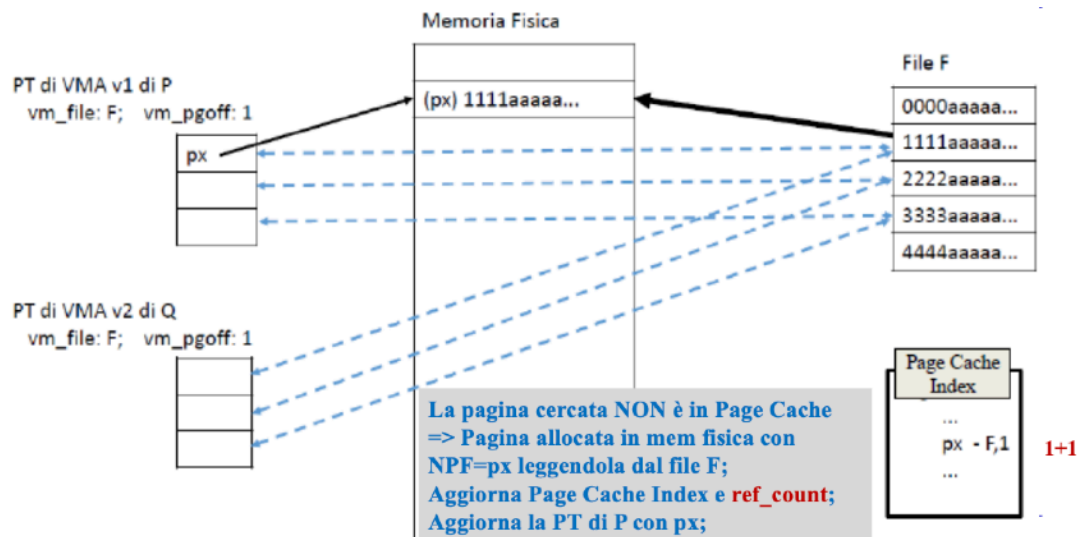 Memoria Fisica
PT di VMA v1 di P
vm_file: F; vm_pgoff: 1
px
(px) 1111aaaaa...
File F
0000aaaaa...
1111aaaaa...
2222aaaaa...
3333aaaaa...
4444aaaaa...
PT di VMA v2 di Q
vm_file: F; vm_pgoff: 1
La pagina cercata NON è in Page Cache
=> Pagina allocata in mem fisica con
NPF=px leggendola dal file F;
Aggiorna Page Cache Index e ref_count;
Aggiorna la PT di P con px;
Page Cache
Index
...
px - F,1
...
1+1